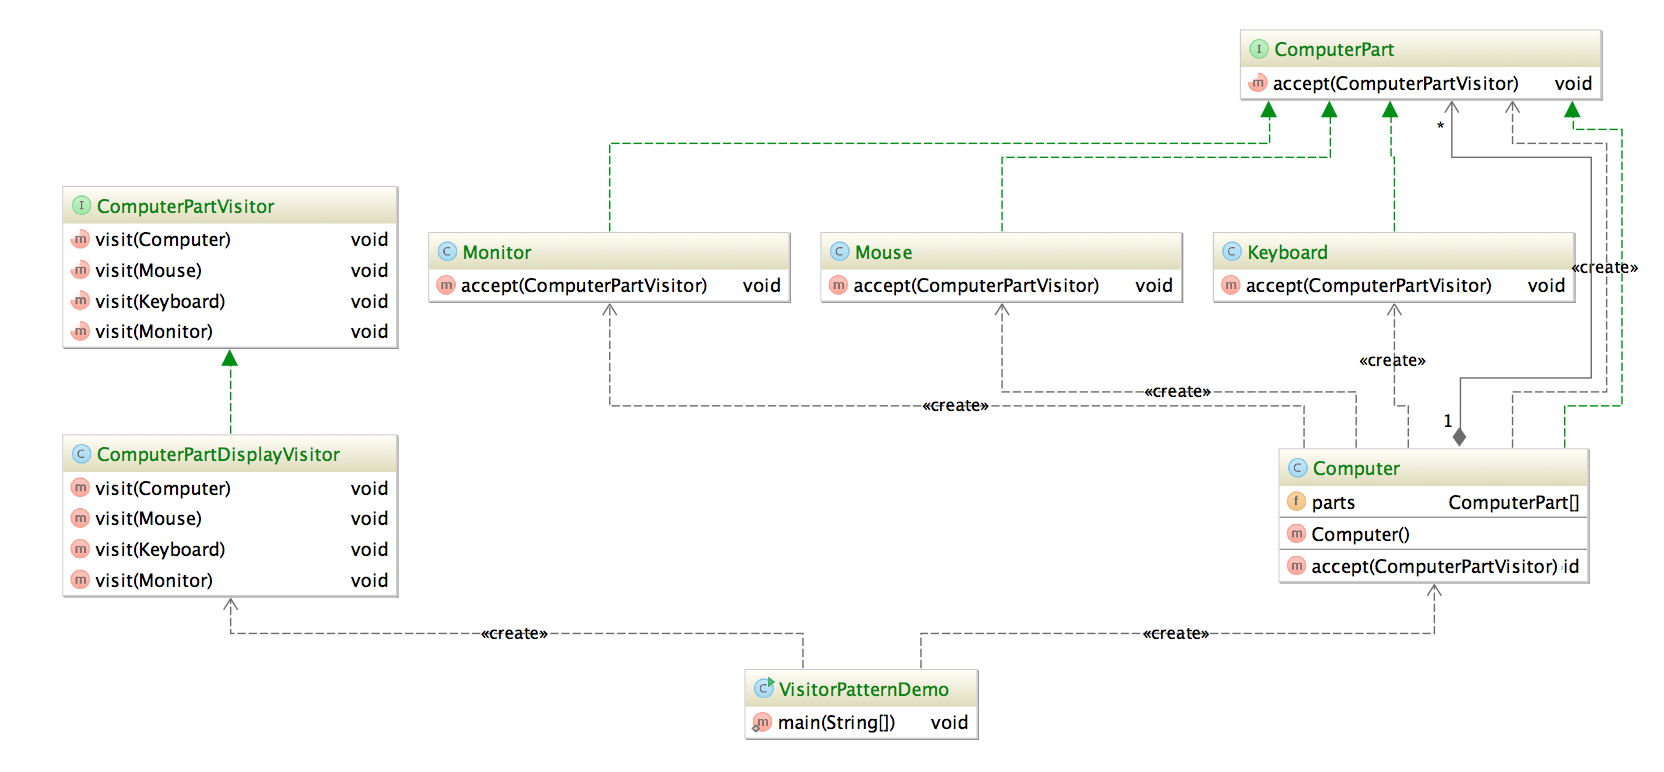 I ComputerPart
m accept(ComputerPartVisitor) void
*
I ComputerPartVisitor
m visit(Computer) void
m visit(Mouse) void
m visit(Keyboard) void
m visit(Monitor) void
C Monitor
m accept(ComputerPartVisitor) void
C Mouse
m accept(ComputerPartVisitor) void
C Keyboard
m accept(ComputerPartVisitor) void
«create»
«create»
«create»
«create»
1
C ComputerPartDisplayVisitor
m visit(Computer) void
m visit(Mouse) void
m visit(Keyboard) void
m visit(Monitor) void
C Computer
f parts ComputerPart[]
m Computer()
m accept(ComputerPartVisitor) id
«create»
«create»
C VisitorPatternDemo
m main(String[]) void